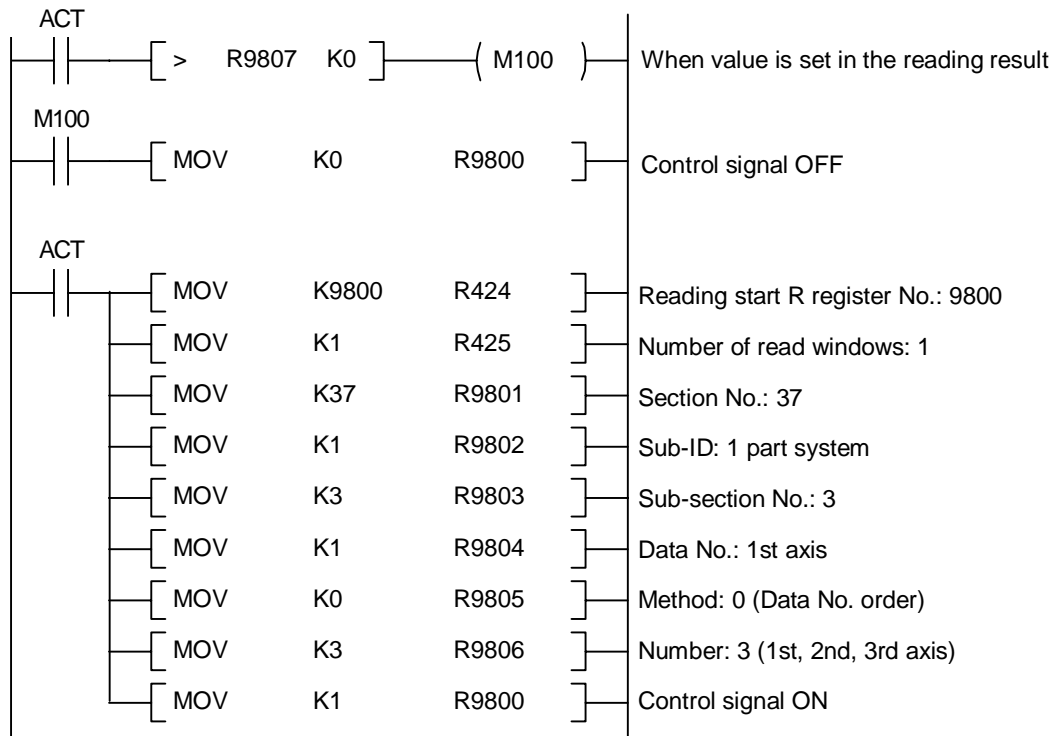 ACT
> R9807 K0 M100 When value is set in the reading result
M100
MOV K0 R9800 Control signal OFF
ACT
MOV K9800 R424 Reading start R register No.: 9800
MOV K1 R425 Number of read windows: 1
MOV K37 R9801 Section No.: 37
MOV K1 R9802 Sub-ID: 1 part system
MOV K3 R9803 Sub-section No.: 3
MOV K1 R9804 Data No.: 1st axis
MOV K0 R9805 Method: 0 (Data No. order)
MOV K3 R9806 Number: 3 (1st, 2nd, 3rd axis)
MOV K1 R9800 Control signal ON